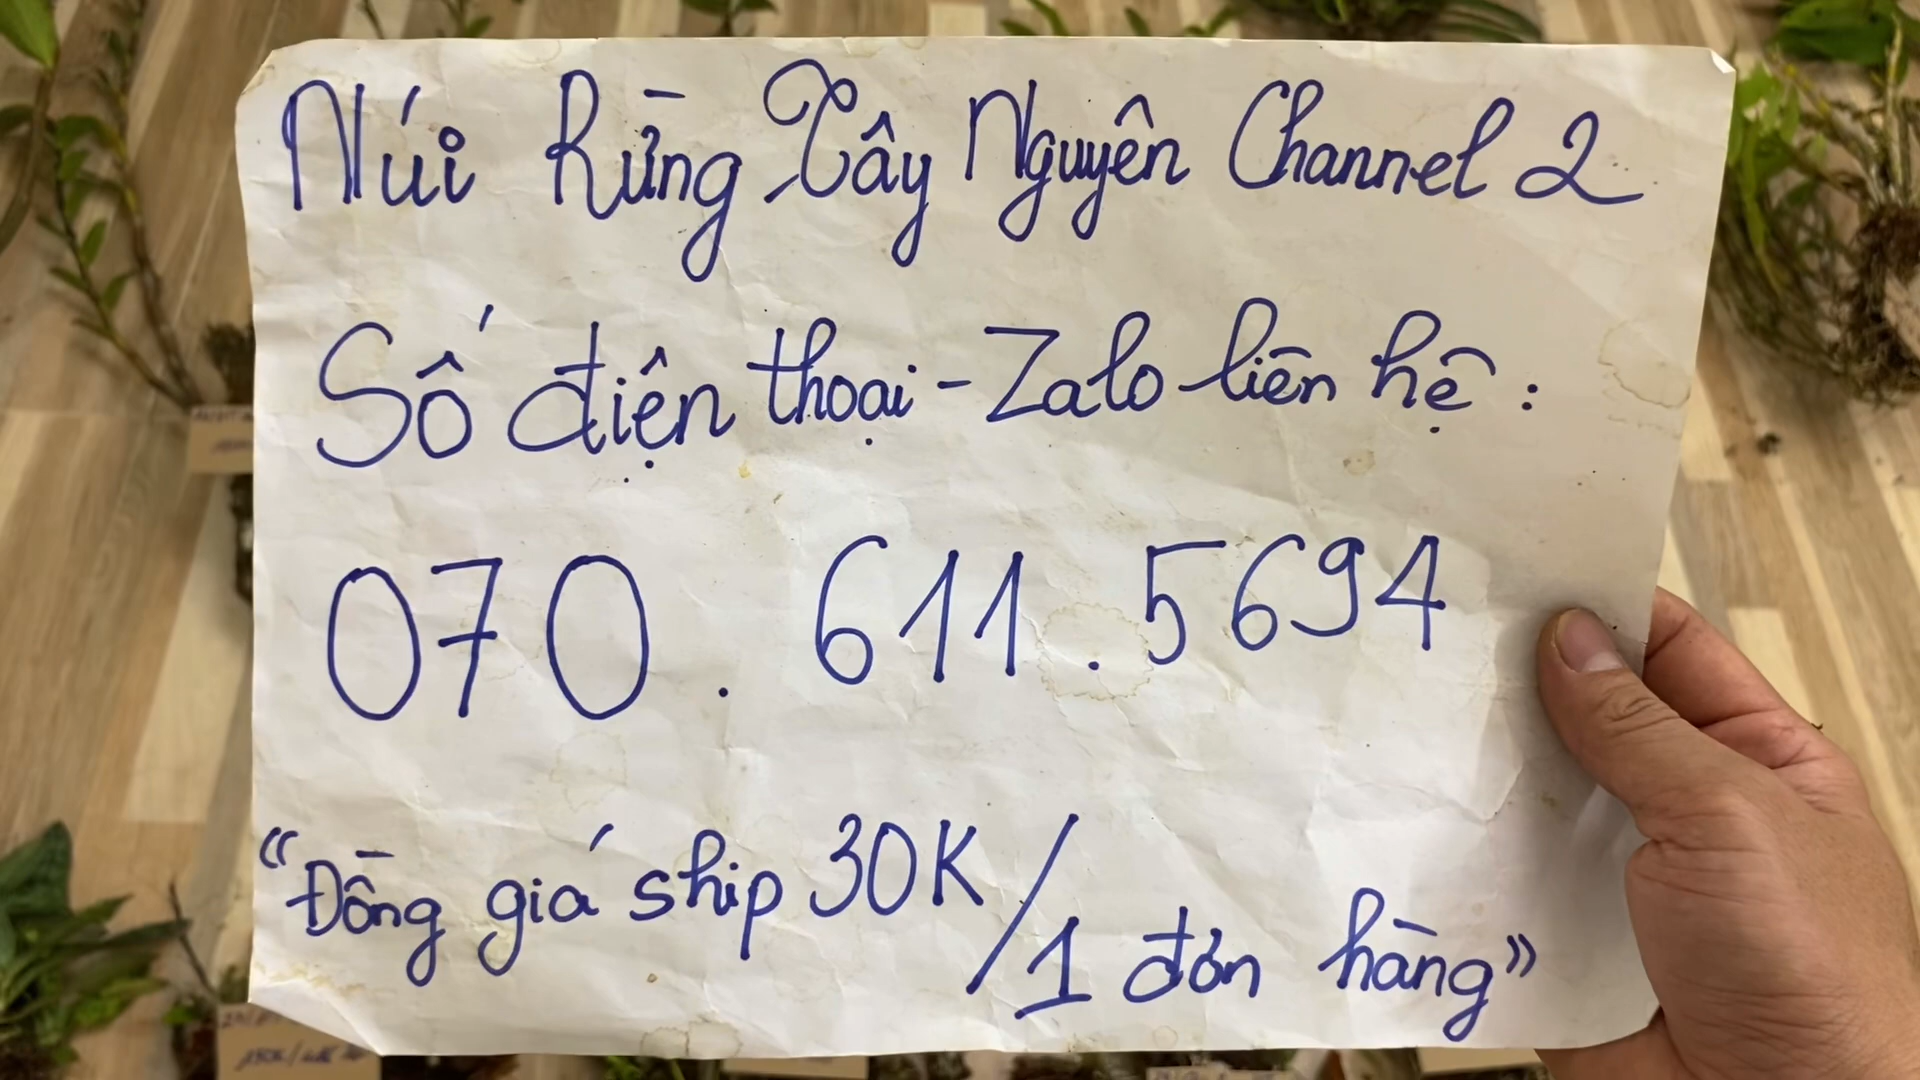 Núi Rừng Tây Nguyên Channel 2
Số điện thoại - Zalo liên hệ :
070 . 611 . 5694
“Đồng giá ship 30K/1 đơn hàng”